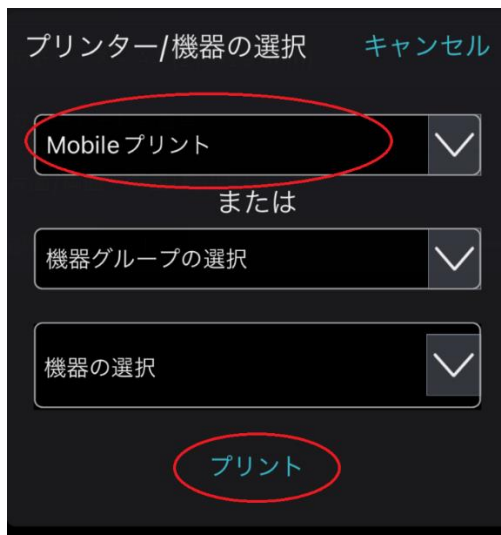 プリンター/機器の選択 キャンセル
Mobileプリント
または
機器グループの選択
機器の選択
プリント